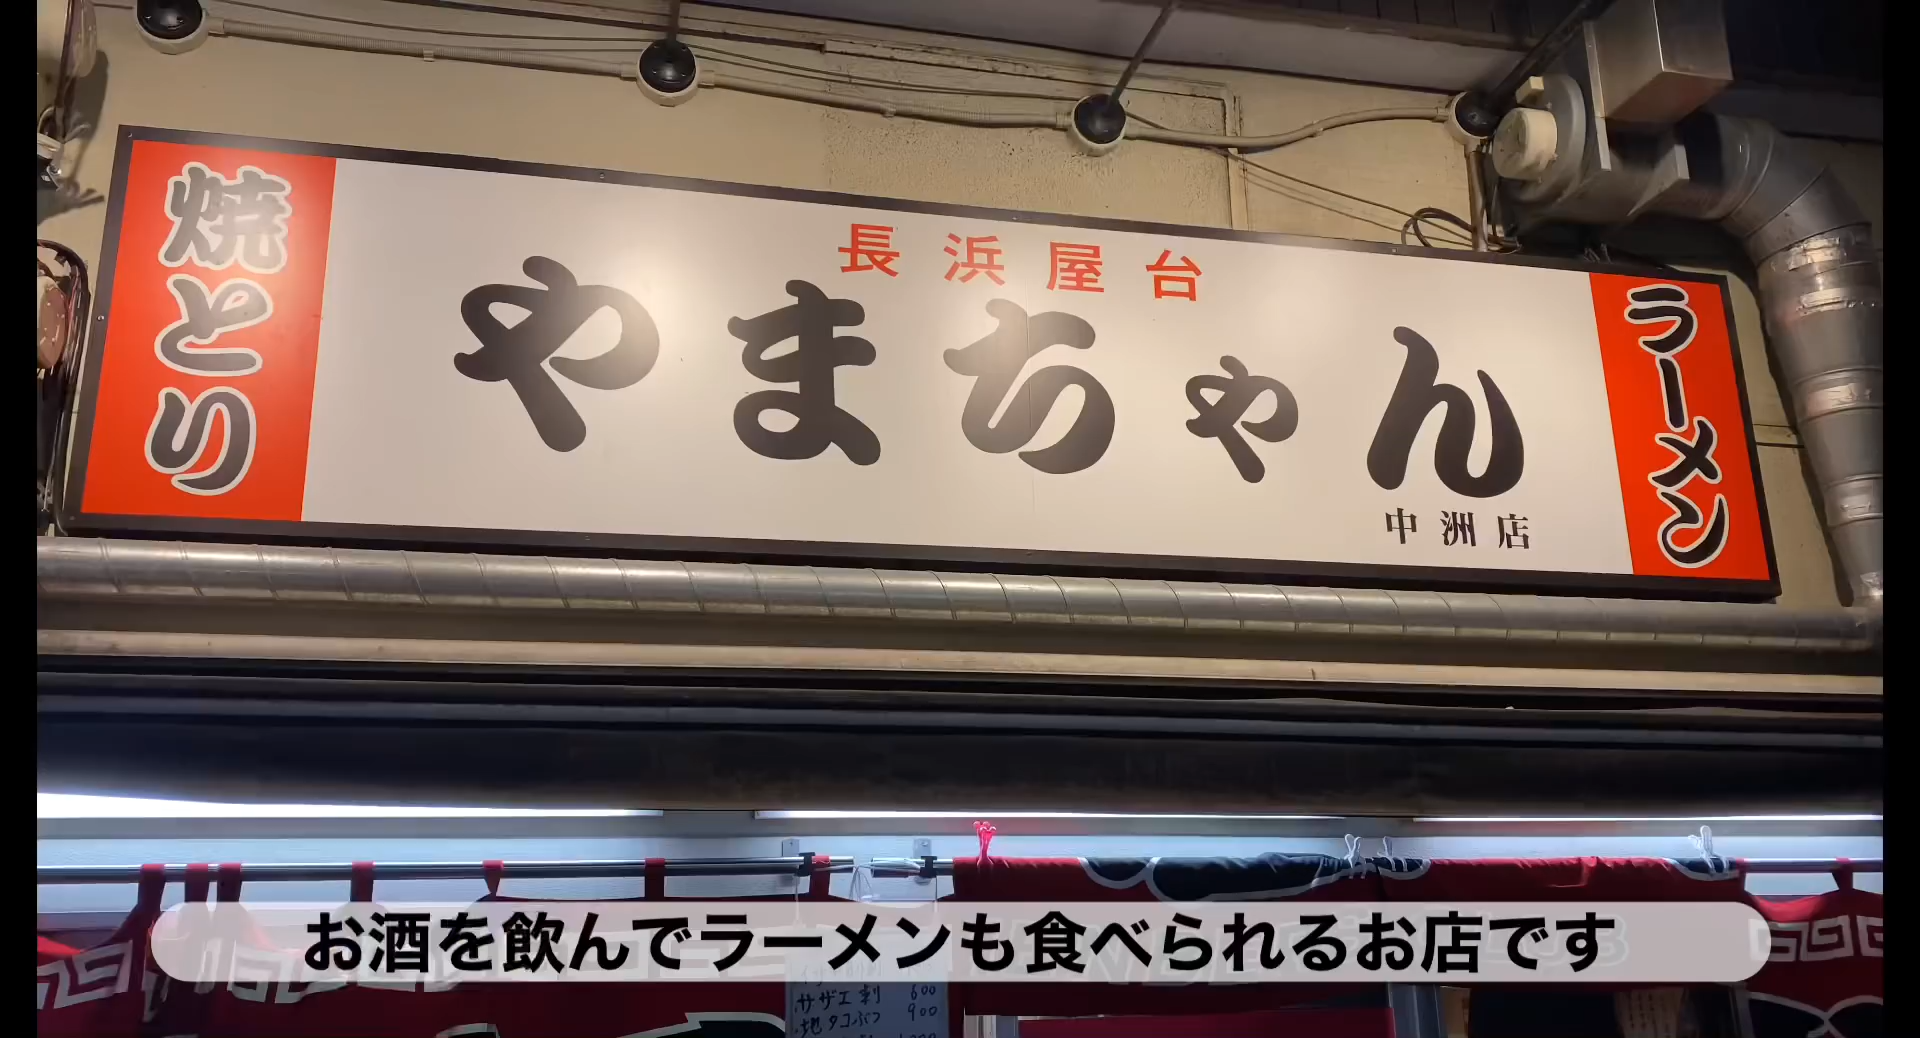 焼とり
長浜屋台
やまちゃん
中洲店
ラーメン
お酒を飲んでラーメンも食べられるお店です
サザエ刺 600
地タコぶつ 900